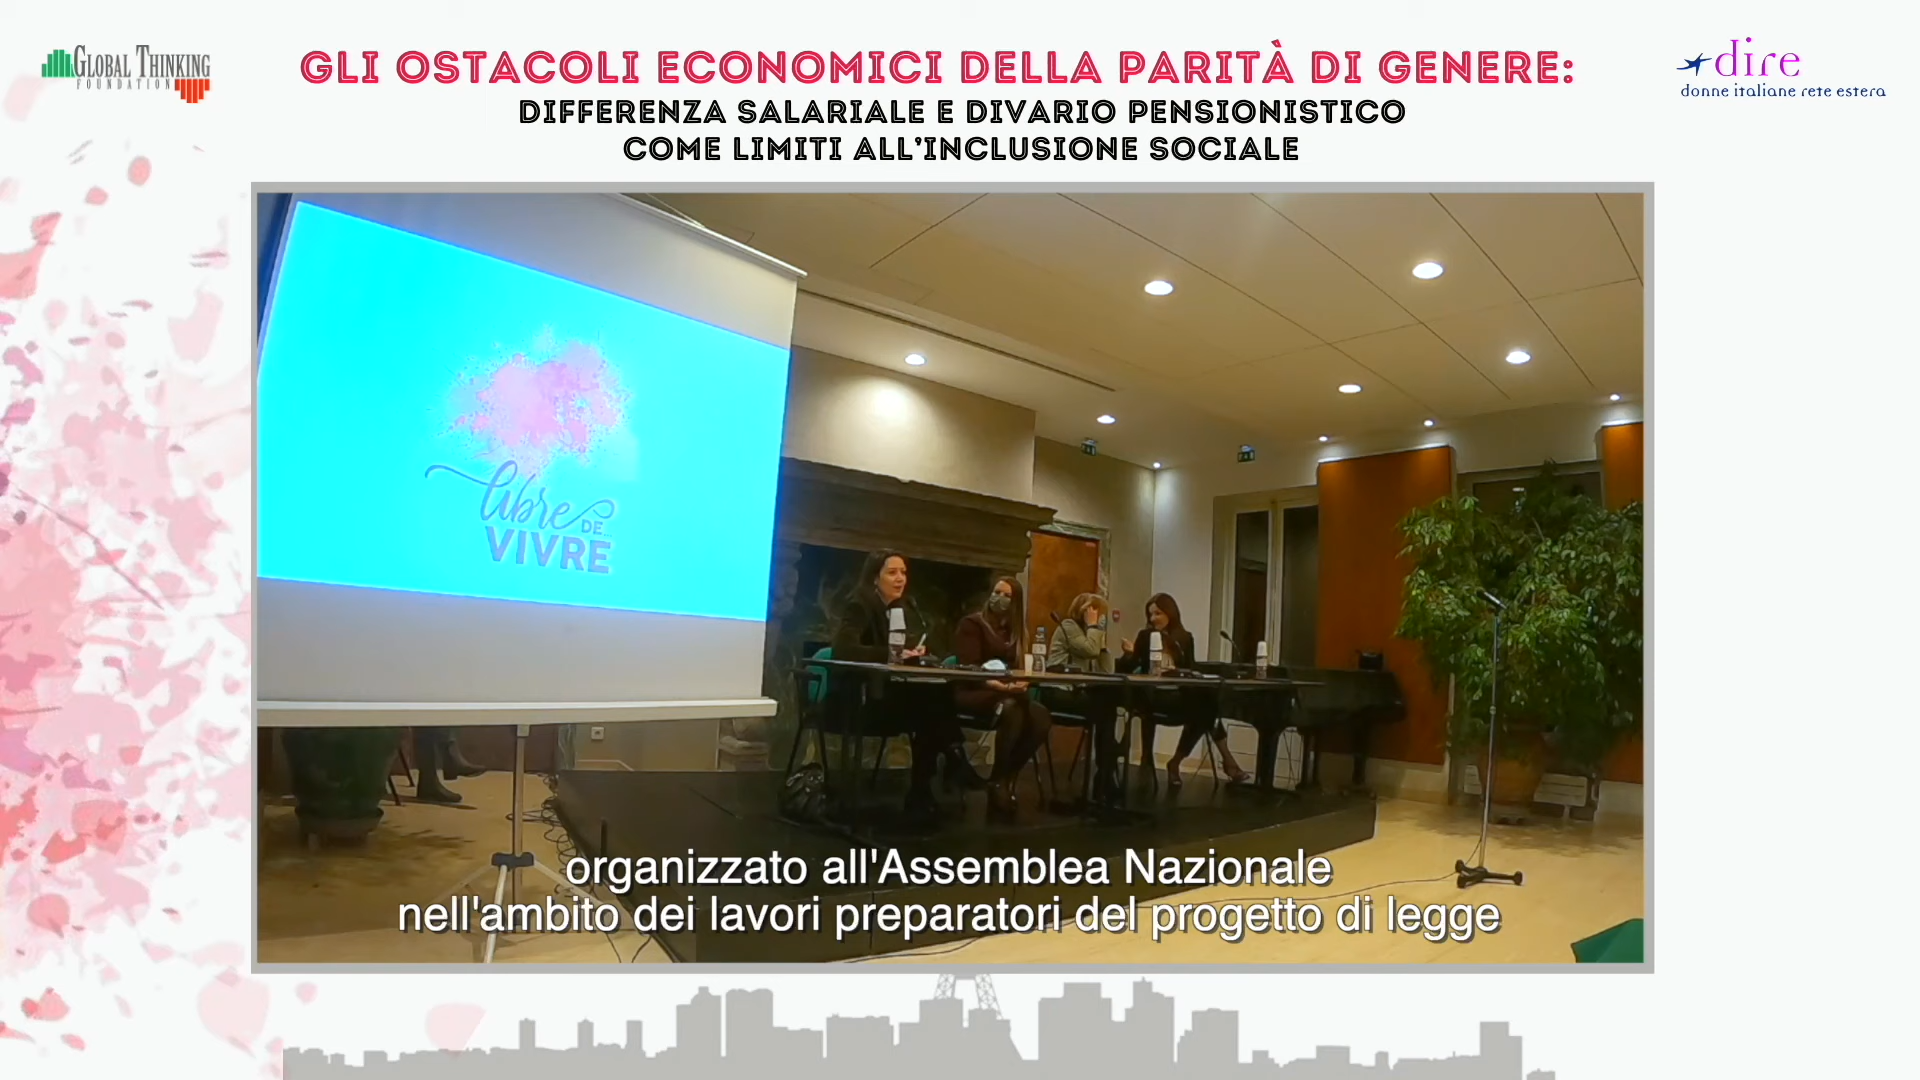 GLOBAL THINKING
FOUNDATION
GLI OSTACOLI ECONOMICI DELLA PARITÀ DI GENERE:
DIFFERENZA SALARIALE E DIVARIO PENSIONISTICO
COME LIMITI ALL'INCLUSIONE SOCIALE
dire
donne italiane rete estera
libre DE...
VIVRE
organizzato all'Assemblea Nazionale
nell'ambito dei lavori preparatori del progetto di legge